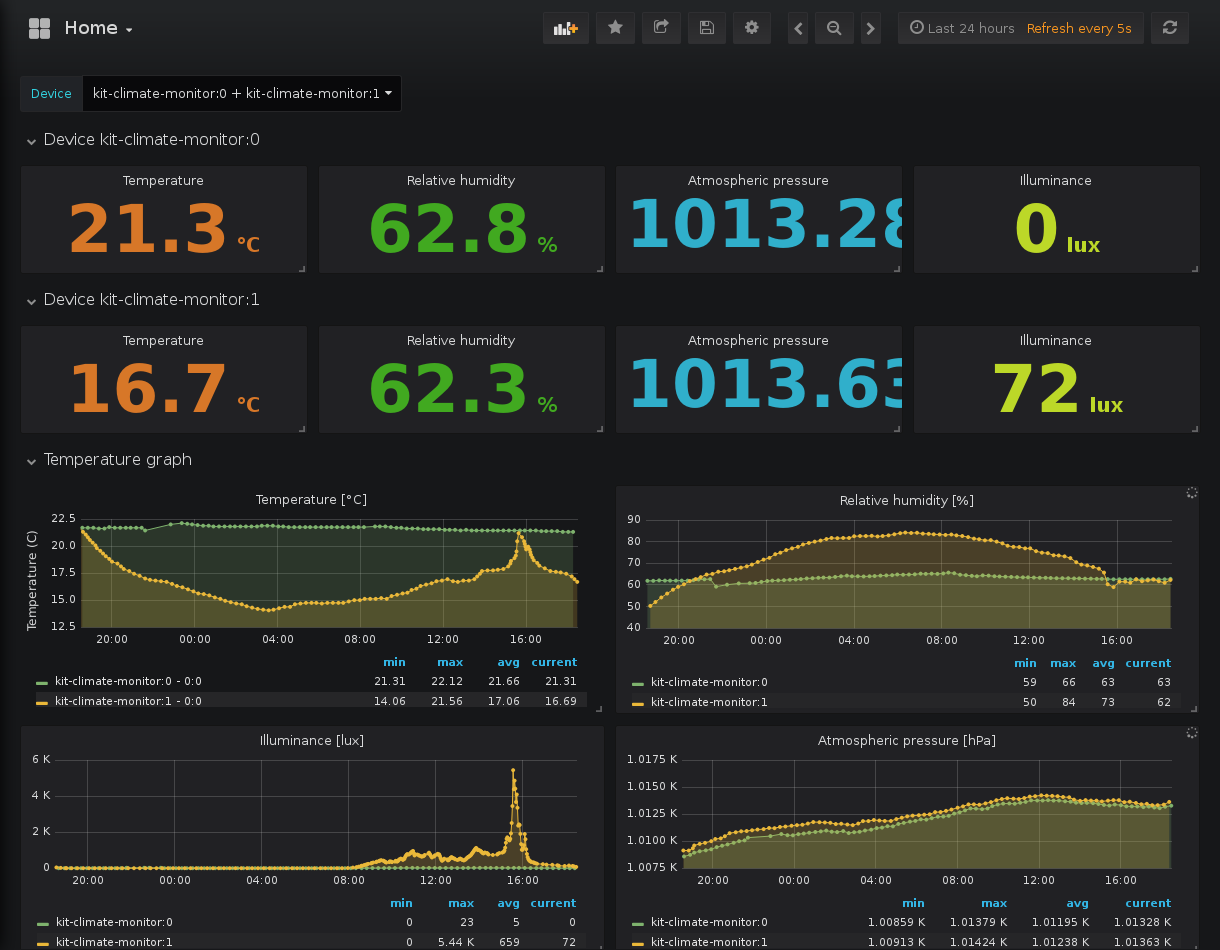 Home
Last 24 hours Refresh every 5s
Device kit-climate-monitor:0 + kit-climate-monitor:1
Device kit-climate-monitor:0
Temperature Relative humidity Atmospheric pressure Illuminance
21.3 °C 62.8 % 1013.28 0 lux
Device kit-climate-monitor:1
Temperature Relative humidity Atmospheric pressure Illuminance
16.7 °C 62.3 % 1013.63 72 lux
Temperature graph
Temperature [°C]
Temperature (C)
22.5
20.0
17.5
15.0
12.5
20:00 00:00 04:00 08:00 12:00 16:00
min max avg current
kit-climate-monitor:0 - 0:0 21.31 22.12 21.66 21.31
kit-climate-monitor:1 - 0:0 14.06 21.56 17.06 16.69
Relative humidity [%]
90
80
70
60
50
40
20:00 00:00 04:00 08:00 12:00 16:00
min max avg current
kit-climate-monitor:0 59 66 63 63
kit-climate-monitor:1 50 84 73 62
Illuminance [lux]
6 K
4 K
2 K
0
20:00 00:00 04:00 08:00 12:00 16:00
min max avg current
kit-climate-monitor:0 0 23 5 0
kit-climate-monitor:1 0 5.44 K 659 72
Atmospheric pressure [hPa]
1.0175 K
1.0150 K
1.0125 K
1.0100 K
1.0075 K
20:00 00:00 04:00 08:00 12:00 16:00
min max avg current
kit-climate-monitor:0 1.00859 K 1.01379 K 1.01195 K 1.01328 K
kit-climate-monitor:1 1.00913 K 1.01424 K 1.01238 K 1.01363 K